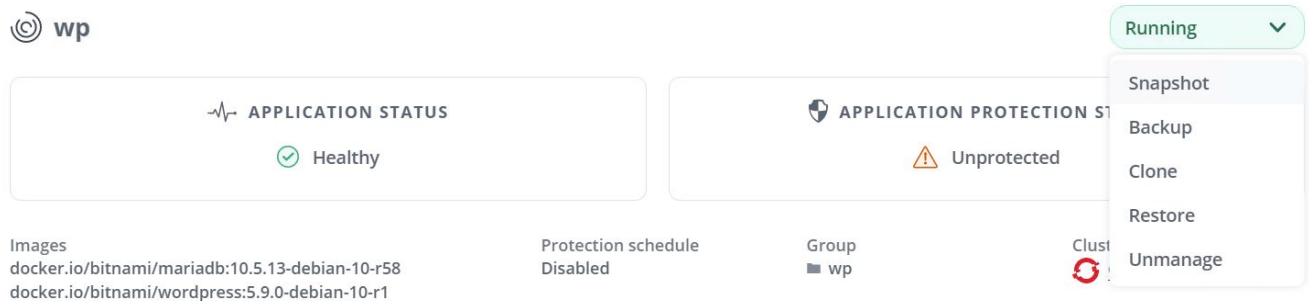 wp
Running
Snapshot
Backup
Clone
Restore
Unmanage
APPLICATION STATUS
Healthy
APPLICATION PROTECTION
Unprotected
Images
docker.io/bitnami/mariadb:10.5.13-debian-10-r58
docker.io/bitnami/wordpress:5.9.0-debian-10-r1
Protection schedule
Disabled
Group
wp
Clust